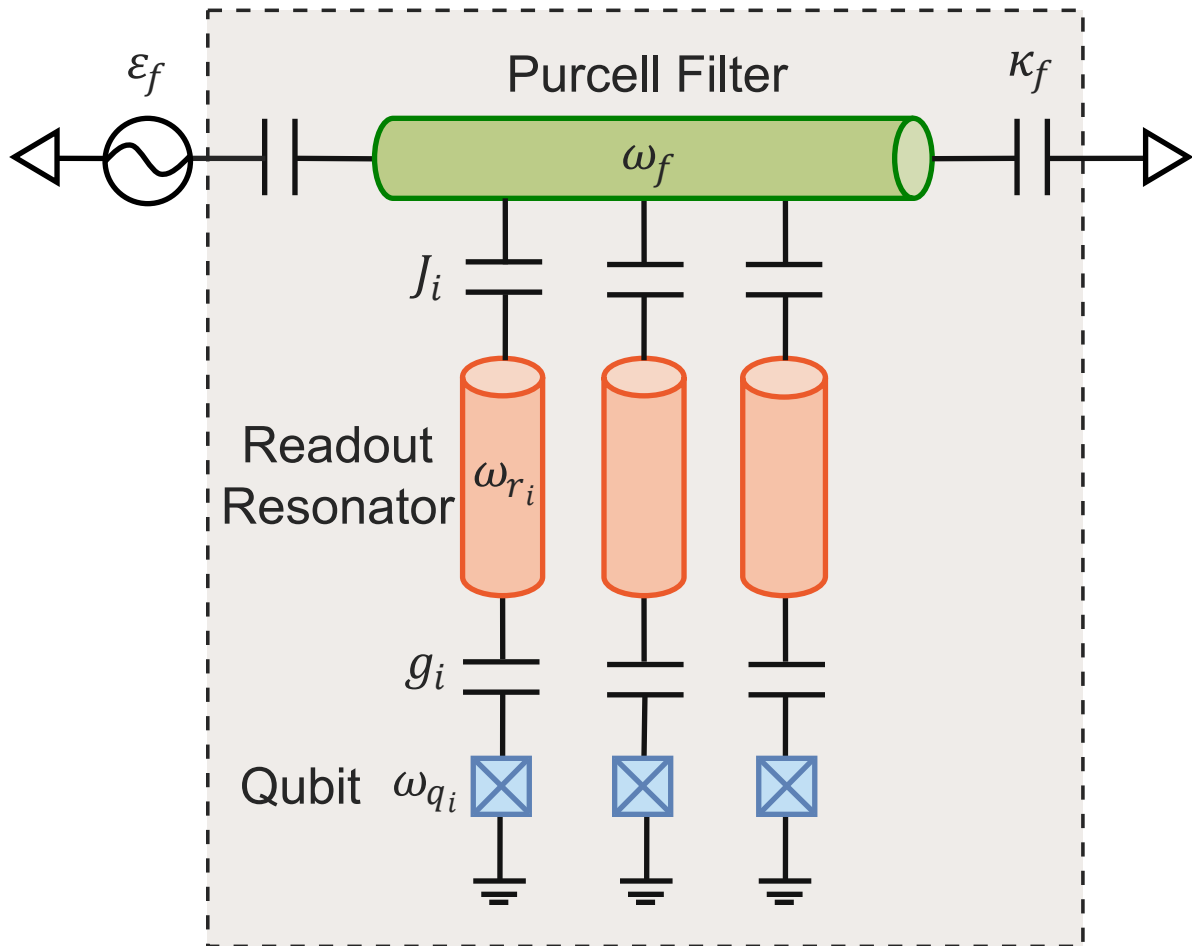 ε_f
Purcell Filter
κ_f
ω_f
J_i
Readout
Resonator
ω_{r_i}
g_i
Qubit
ω_{q_i}